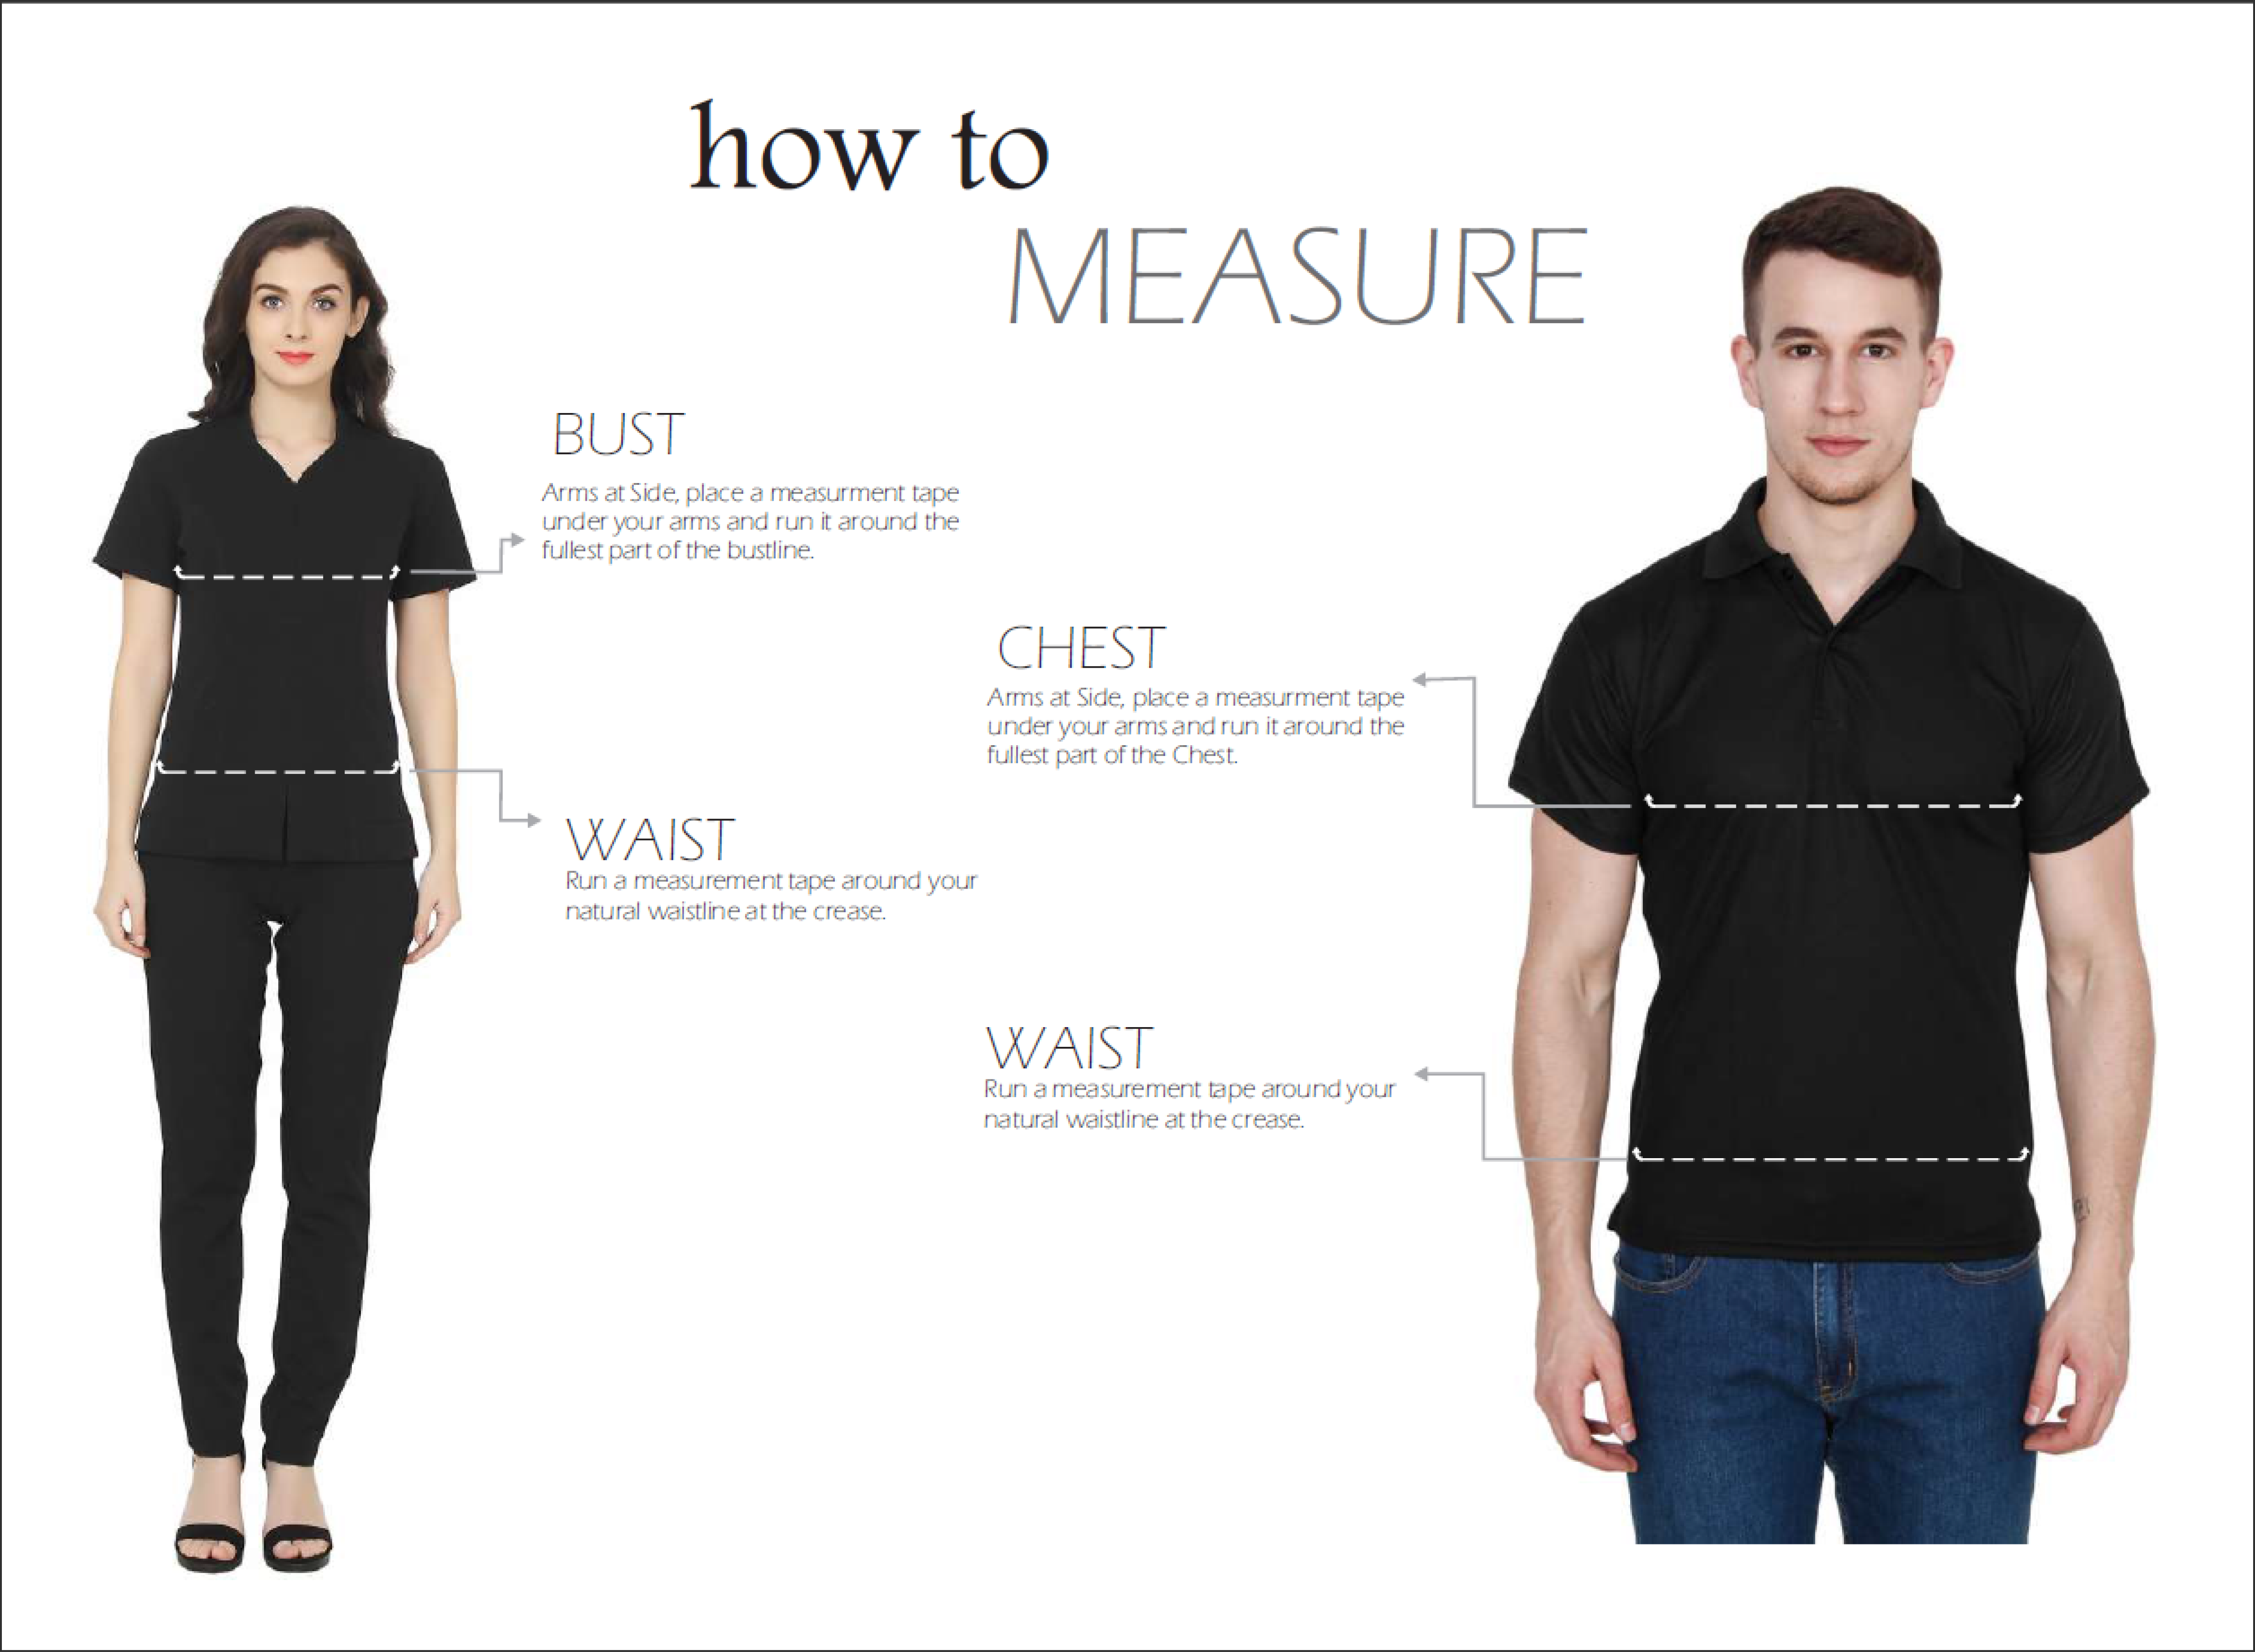 how to
MEASURE
BUST
Arms at Side, place a measurment tape
under your arms and run it around the
fullest part of the bustline.
CHEST
Arms at Side, place a measurment tape
under your arms and run it around the
fullest part of the Chest.
WAIST
Run a measurement tape around your
natural waistline at the crease.
WAIST
Run a measurement tape around your
natural waistline at the crease.